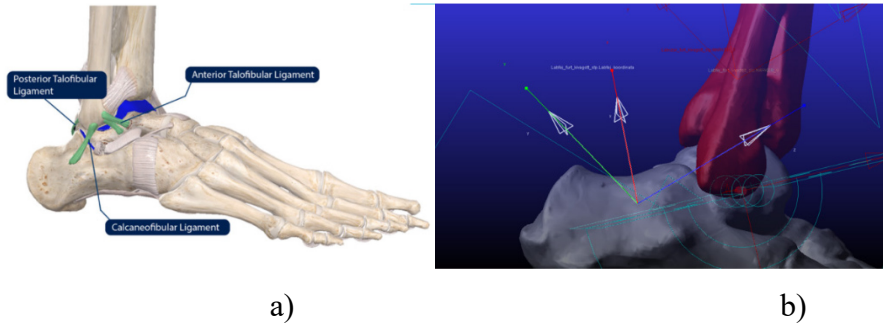 Posterior Talofibular
Ligament
Anterior Talofibular Ligament
Calcaneofibular Ligament
a)
b)